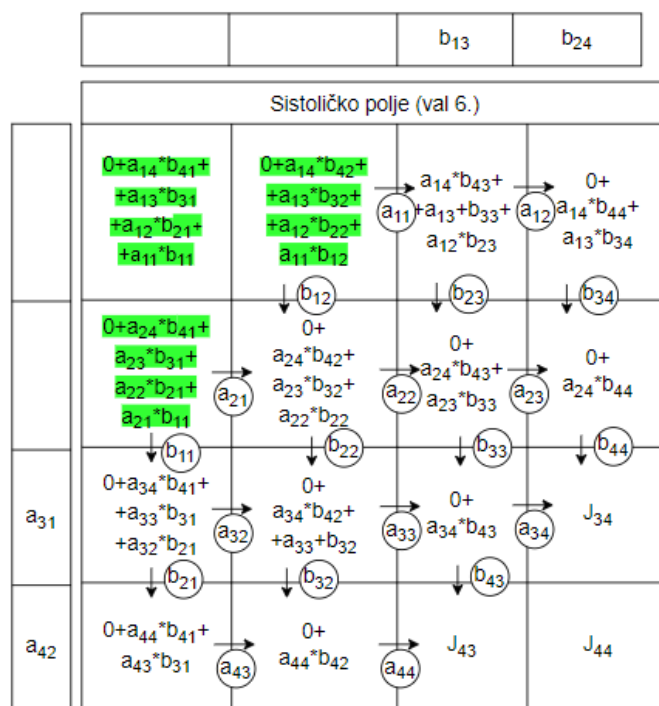 b₁₃ b₂₄
Sistoličko polje (val 6.)
0+a₁₄*b₄₁+
+a₁₃*b₃₁
+a₁₂*b₂₁+
+a₁₁*b₁₁
0+a₁₄*b₄₂+
+a₁₃*b₃₂+
+a₁₂*b₂₂+
a₁₁*b₁₂
a₁₁
a₁₄*b₄₃+
+a₁₃+b₃₃+
a₁₂*b₂₃
a₁₂
0+
a₁₄*b₄₄+
a₁₃*b₃₄
b₁₂ b₂₃ b₃₄
0+a₂₄*b₄₁+
a₂₃*b₃₁+
a₂₂*b₂₁+
a₂₁*b₁₁
a₂₁
0+
a₂₄*b₄₂+
a₂₃*b₃₂+
a₂₂*b₂₂
a₂₂
0+
a₂₄*b₄₃+
a₂₃*b₃₃
a₂₃
0+
a₂₄*b₄₄
b₁₁ b₂₂ b₃₃ b₄₄
a₃₁
0+a₃₄*b₄₁+
+a₃₃*b₃₁
+a₃₂*b₂₁
a₃₂
0+
a₃₄*b₄₂+
+a₃₃+b₃₂
a₃₃
0+
a₃₄*b₄₃
a₃₄
J₃₄
b₂₁ b₃₂ b₄₃
a₄₂
0+a₄₄*b₄₁+
a₄₃*b₃₁
a₄₃
0+
a₄₄*b₄₂
a₄₄
J₄₃
J₄₄